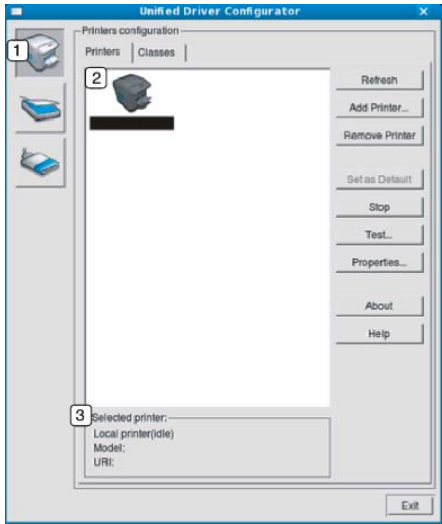 Unified Driver Configurator
Printers configuration
1
Printers
Classes
2
Refresh
Add Printer...
Remove Printer
Set as Default
Stop
Test...
Properties...
About
Help
3
Selected printer:
Local printer(idle)
Model:
URI:
Exit